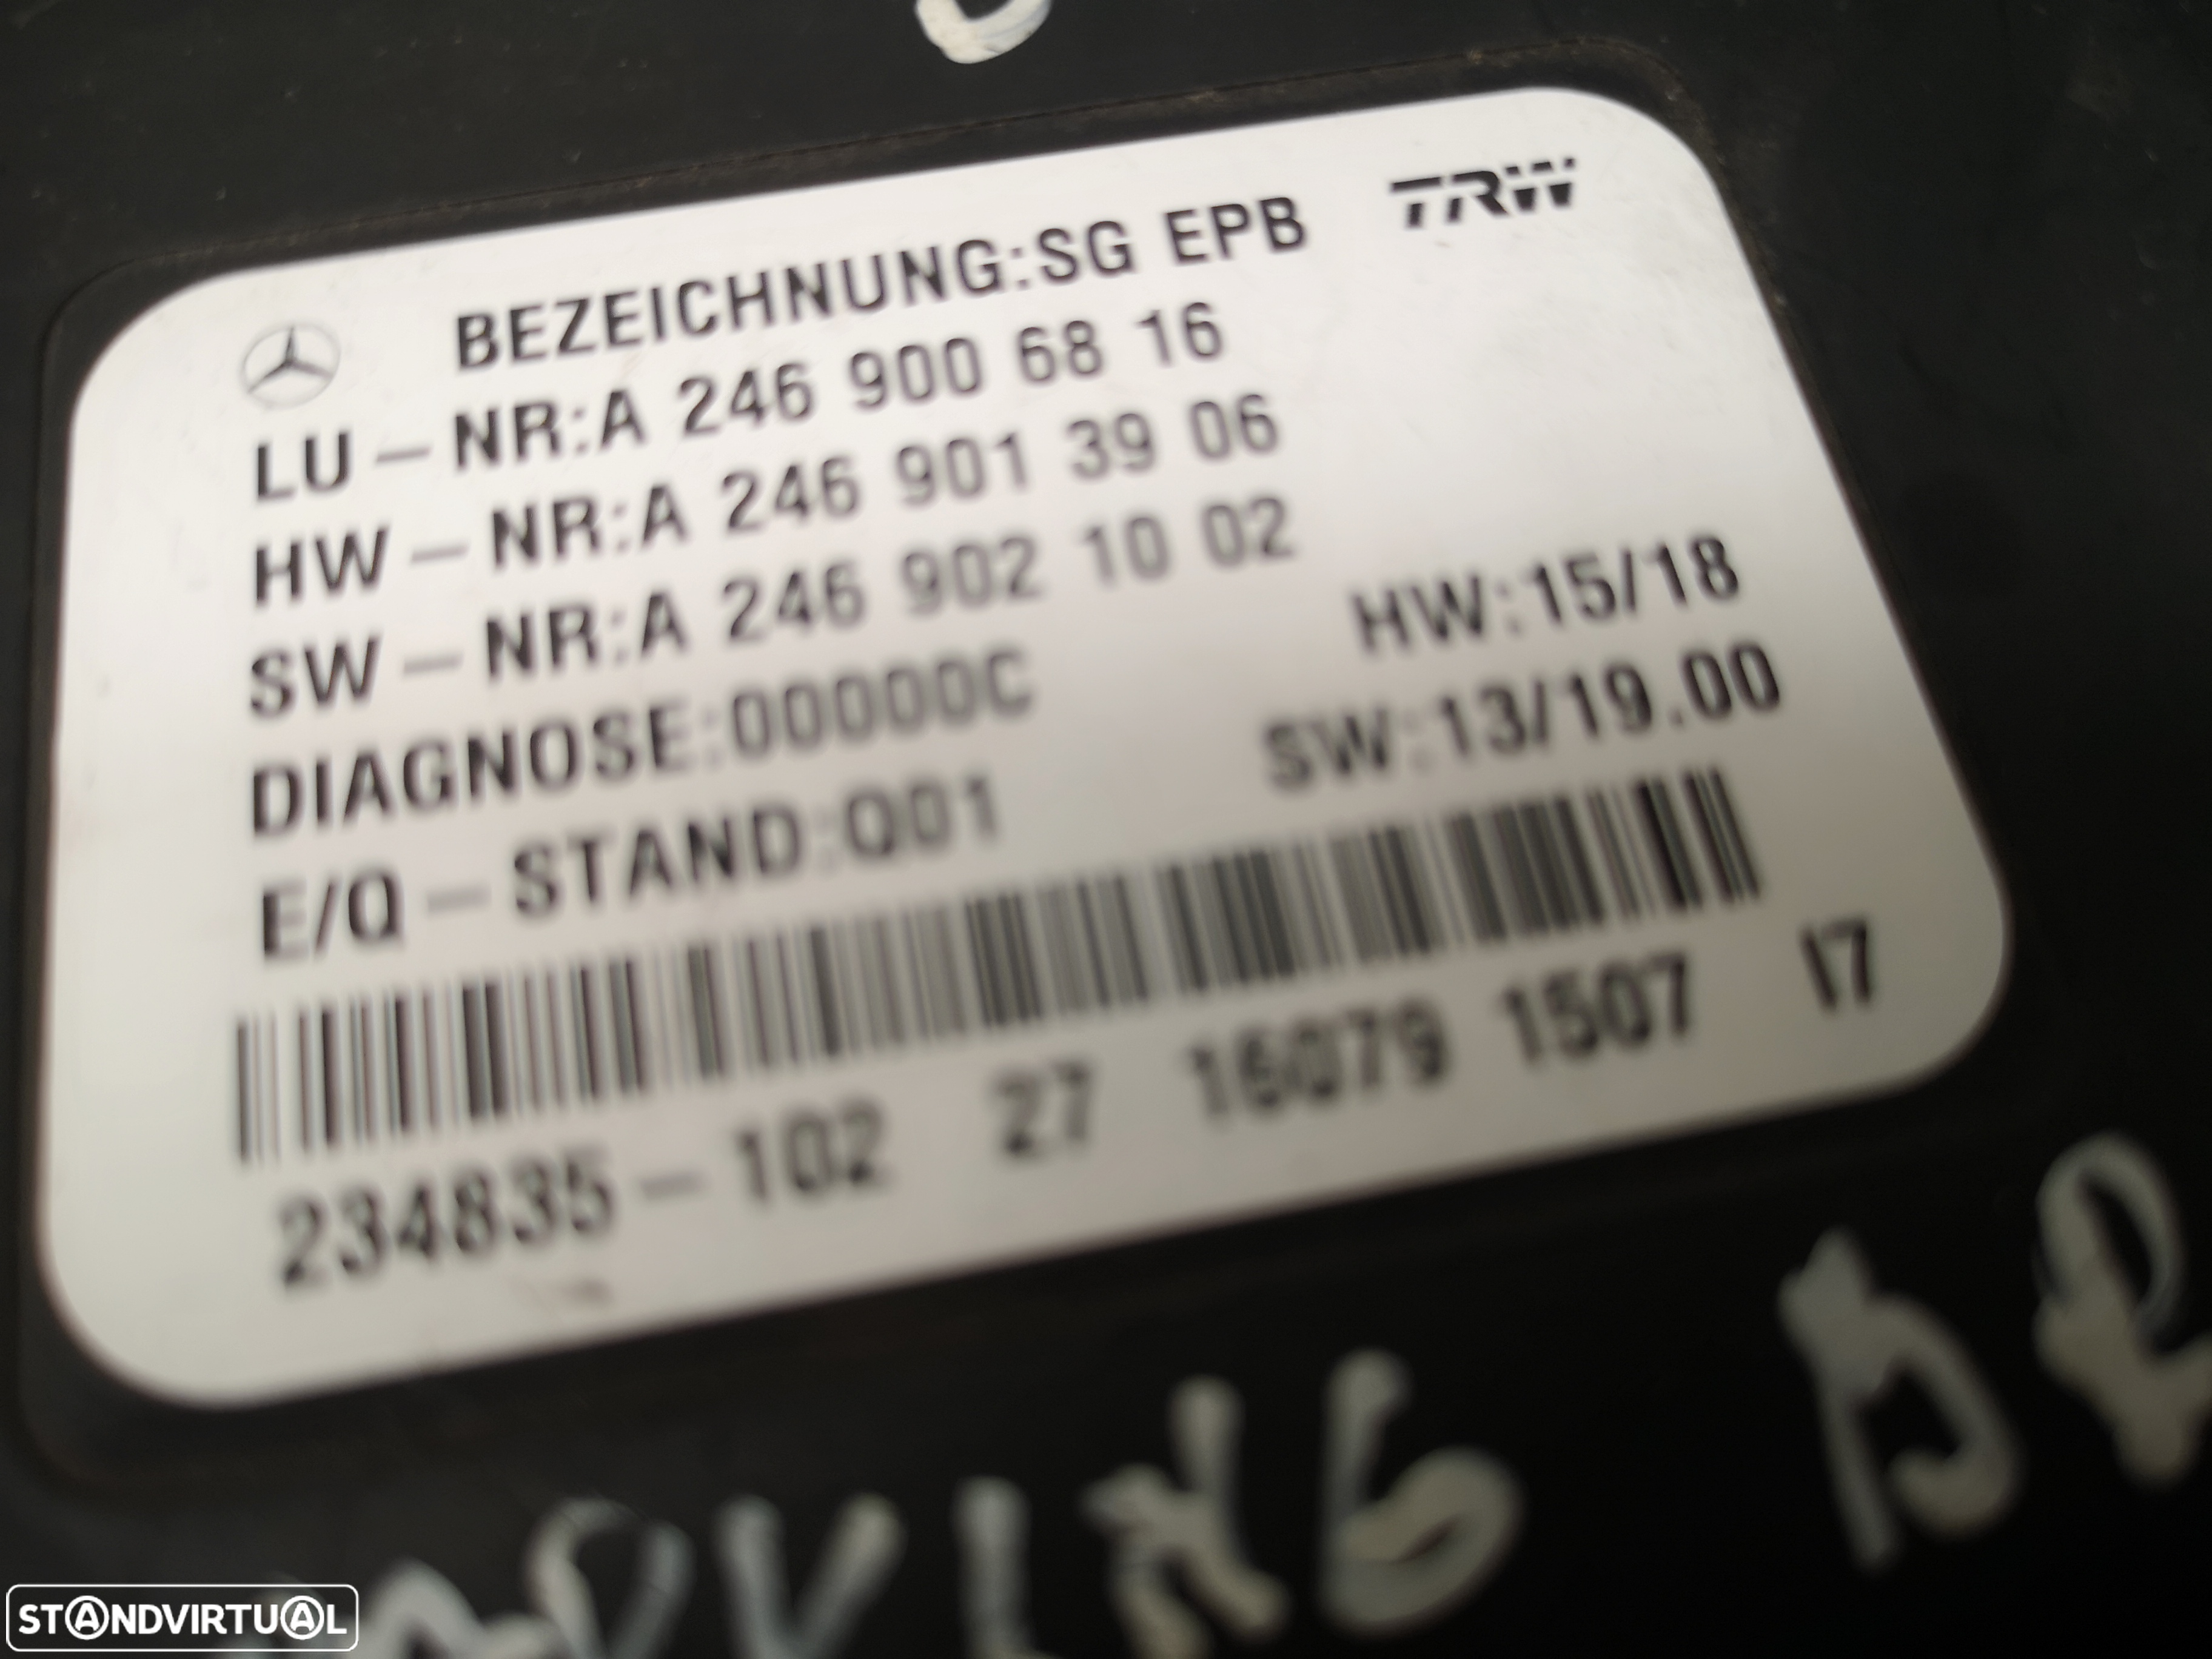 BEZEICHNUNG:SG EPB TRW
LU-NR:A 246 900 68 16
HW-NR:A 246 901 39 06
SW-NR:A 246 902 10 02
DIAGNOSE:00000C HW:15/18
E/Q-STAND:Q01 SW:13/19.00
234835-102 27 16079 1507 17
STANDVIRTUAL